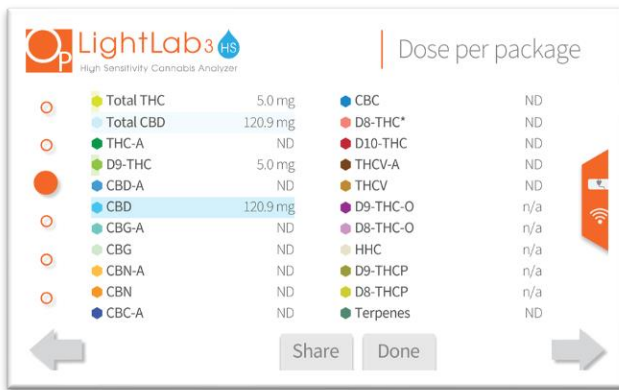 OP LightLab3 HS
High Sensitivity Cannabis Analyzer
Dose per package
Total THC 5.0 mg
Total CBD 120.9 mg
THC-A ND
D9-THC 5.0 mg
CBD-A ND
CBD 120.9 mg
CBG-A ND
CBG ND
CBN-A ND
CBN ND
CBC-A ND
CBC ND
D8-THC* ND
D10-THC ND
THCV-A ND
THCV ND
D9-THC-O n/a
D8-THC-O n/a
HHC n/a
D9-THCP n/a
D8-THCP n/a
Terpenes ND
Share Done